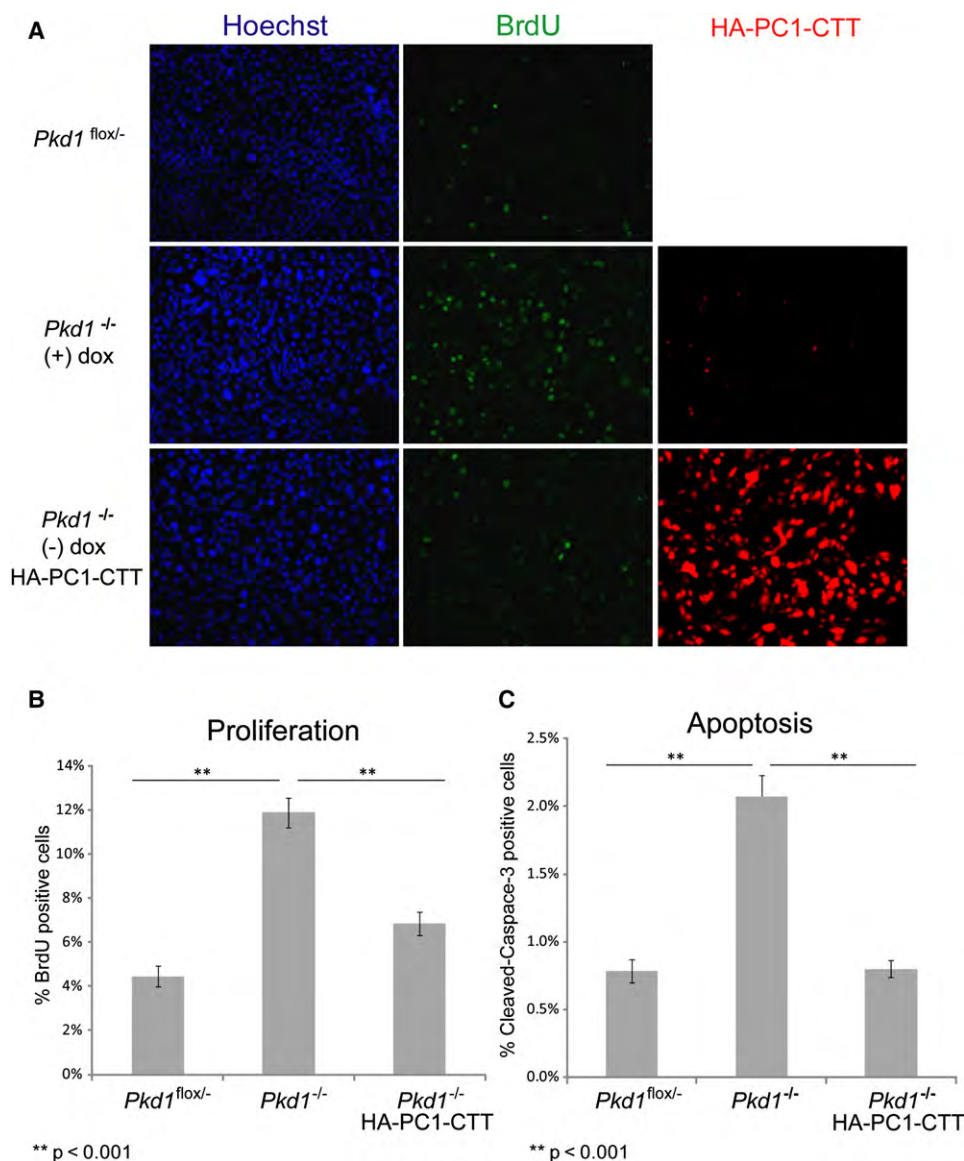 A
Hoechst
BrdU
HA-PC1-CTT
Pkd1 flox/-
Pkd1 -/-
(+) dox
Pkd1 -/-
(-) dox
HA-PC1-CTT
B
Proliferation
% BrdU positive cells
14%
12%
10%
8%
6%
4%
2%
0%
**
**
Pkd1flox/-
Pkd1-/-
Pkd1-/-
HA-PC1-CTT
** p < 0.001
C
Apoptosis
% Cleaved-Caspace-3 positive cells
2.5%
2.0%
1.5%
1.0%
0.5%
0.0%
**
**
Pkd1flox/-
Pkd1-/-
Pkd1-/-
HA-PC1-CTT
** p < 0.001